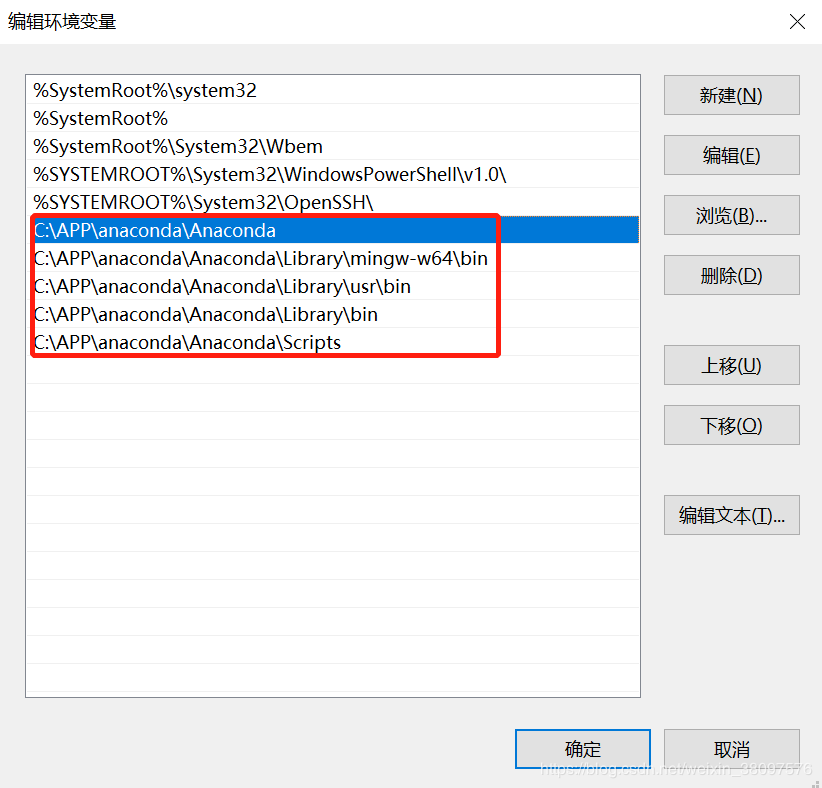 编辑环境变量
%SystemRoot%\system32
%SystemRoot%
%SystemRoot%\System32\Wbem
%SYSTEMROOT%\System32\WindowsPowerShell\v1.0\
%SYSTEMROOT%\System32\OpenSSH\
C:\APP\anaconda\Anaconda
C:\APP\anaconda\Anaconda\Library\mingw-w64\bin
C:\APP\anaconda\Anaconda\Library\usr\bin
C:\APP\anaconda\Anaconda\Library\bin
C:\APP\anaconda\Anaconda\Scripts
新建(N)
编辑(E)
浏览(B)...
删除(D)
上移(U)
下移(O)
编辑文本(T)...
确定
取消
https://blog.csdn.net/weixin_38097576